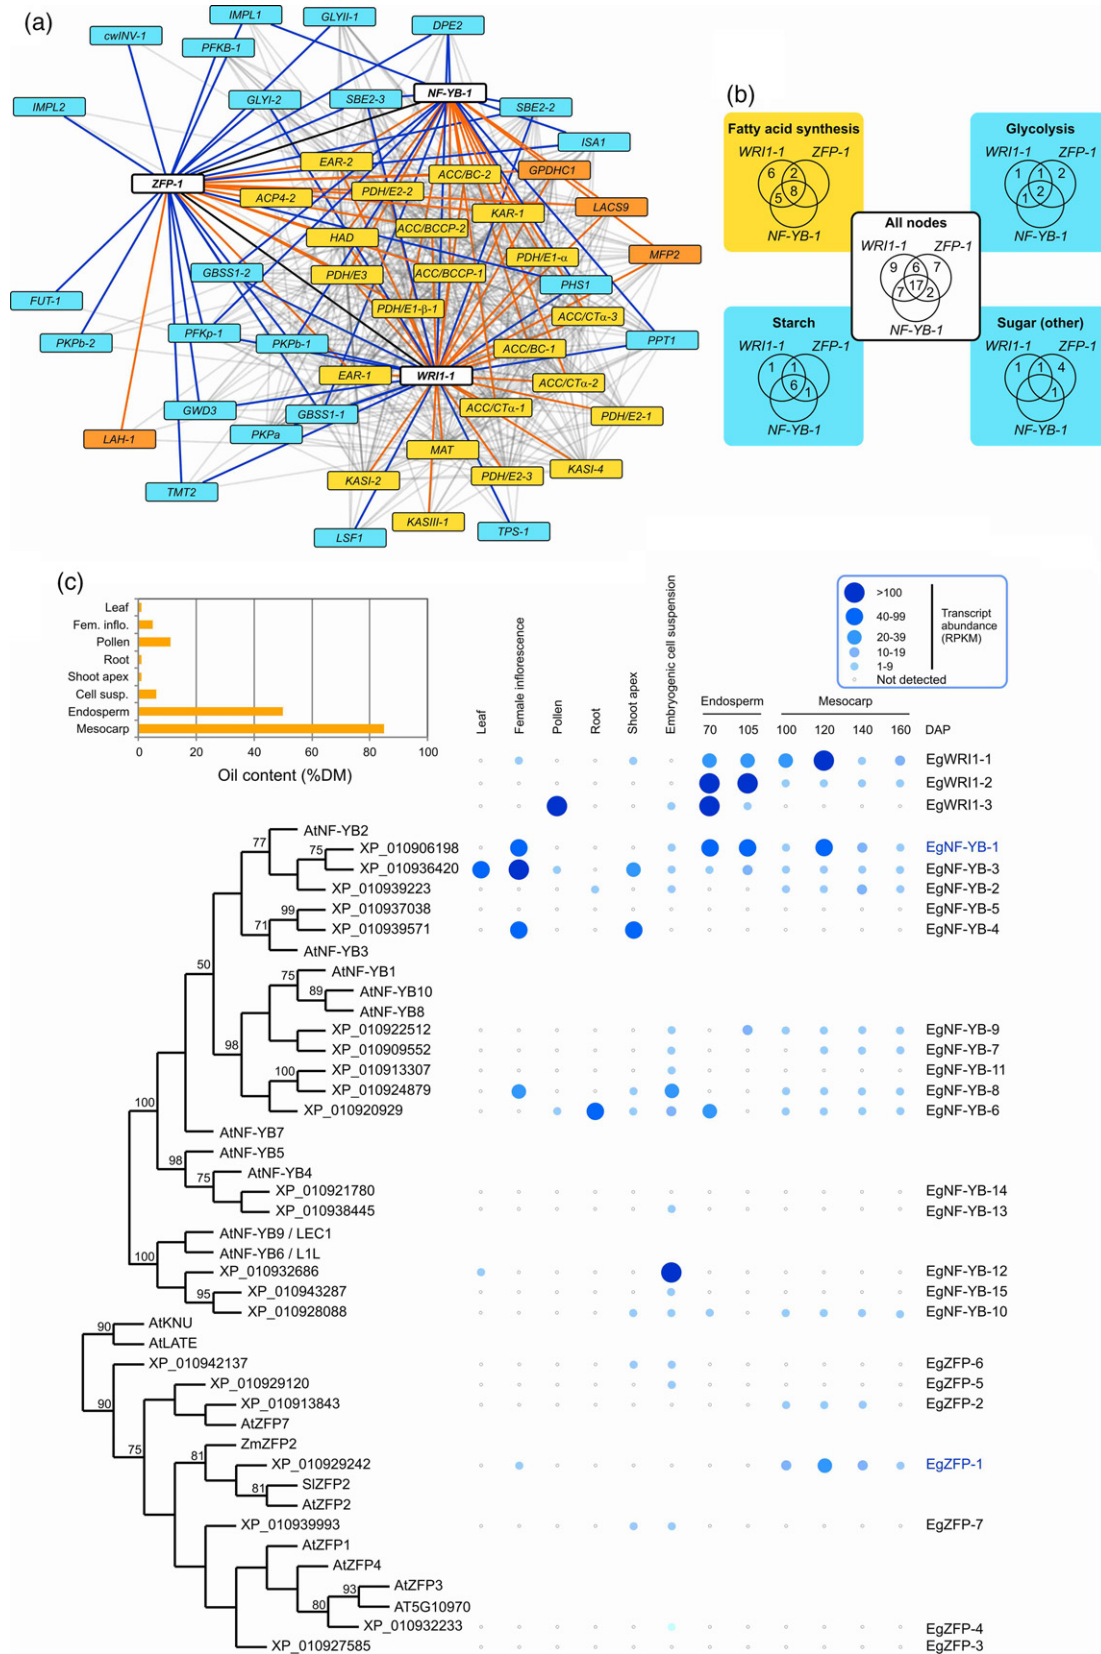 (a)
IMPL1
GLYII-1
DPE2
cwINV-1
PFKB-1
IMPL2
GLYI-2
SBE2-3
NF-YB-1
SBE2-2
ISA1
EAR-2
ACC/BC-2
GPDHC1
ZFP-1
ACP4-2
PDH/E2-2
KAR-1
LACS9
HAD
ACC/BCCP-2
MFP2
GBSS1-2
PDH/E3
ACC/BCCP-1
PDH/E1-α
PHS1
FUT-1
PDH/E1-β-1
ACC/CTα-3
PKPb-2
PFKp-1
PKPb-1
PPT1
ACC/BC-1
EAR-1
WRI1-1
ACC/CTα-2
GWD3
GBSS1-1
ACC/CTα-1
PDH/E2-1
LAH-1
PKPa
MAT
TMT2
KASI-2
PDH/E2-3
KASI-4
LSF1
KASIII-1
TPS-1
(b)
Fatty acid synthesis
WRI1-1 ZFP-1
6 2
5 8
NF-YB-1
Glycolysis
WRI1-1 ZFP-1
1 1 2
1 2
NF-YB-1
All nodes
WRI1-1 ZFP-1
9 6 7
7 17 2
NF-YB-1
Starch
WRI1-1 ZFP-1
1 1
6 1
NF-YB-1
Sugar (other)
WRI1-1 ZFP-1
1 1 4
1
NF-YB-1
(c)
Leaf
Fem. inflo.
Pollen
Root
Shoot apex
Cell susp.
Endosperm
Mesocarp
0 20 40 60 80 100
Oil content (%DM)
>100
40-99
20-39
10-19
1-9
Not detected
Transcript
abundance
(RPKM)
Leaf
Female inflorescence
Pollen
Root
Shoot apex
Embryogenic cell suspension
Endosperm
Mesocarp
70 105 100 120 140 160 DAP
EgWRI1-1
EgWRI1-2
EgWRI1-3
AtNF-YB2
77
75 XP_010906198 EgNF-YB-1
XP_010936420 EgNF-YB-3
XP_010939223 EgNF-YB-2
99 XP_010937038 EgNF-YB-5
71 XP_010939571 EgNF-YB-4
AtNF-YB3
50
75 AtNF-YB1
89 AtNF-YB10
AtNF-YB8
XP_010922512 EgNF-YB-9
98 XP_010909552 EgNF-YB-7
100 XP_010913307 EgNF-YB-11
XP_010924879 EgNF-YB-8
100 XP_010920929 EgNF-YB-6
AtNF-YB7
98 AtNF-YB5
75 AtNF-YB4
XP_010921780 EgNF-YB-14
XP_010938445 EgNF-YB-13
AtNF-YB9 / LEC1
100 AtNF-YB6 / L1L
XP_010932686 EgNF-YB-12
95 XP_010943287 EgNF-YB-15
XP_010928088 EgNF-YB-10
90 AtKNU
AtLATE
XP_010942137 EgZFP-6
XP_010929120 EgZFP-5
90 XP_010913843 EgZFP-2
AtZFP7
75 81 ZmZFP2
XP_010929242 EgZFP-1
81 SlZFP2
AtZFP2
XP_010939993 EgZFP-7
AtZFP1
AtZFP4
93 AtZFP3
80 AT5G10970
XP_010932233 EgZFP-4
XP_010927585 EgZFP-3